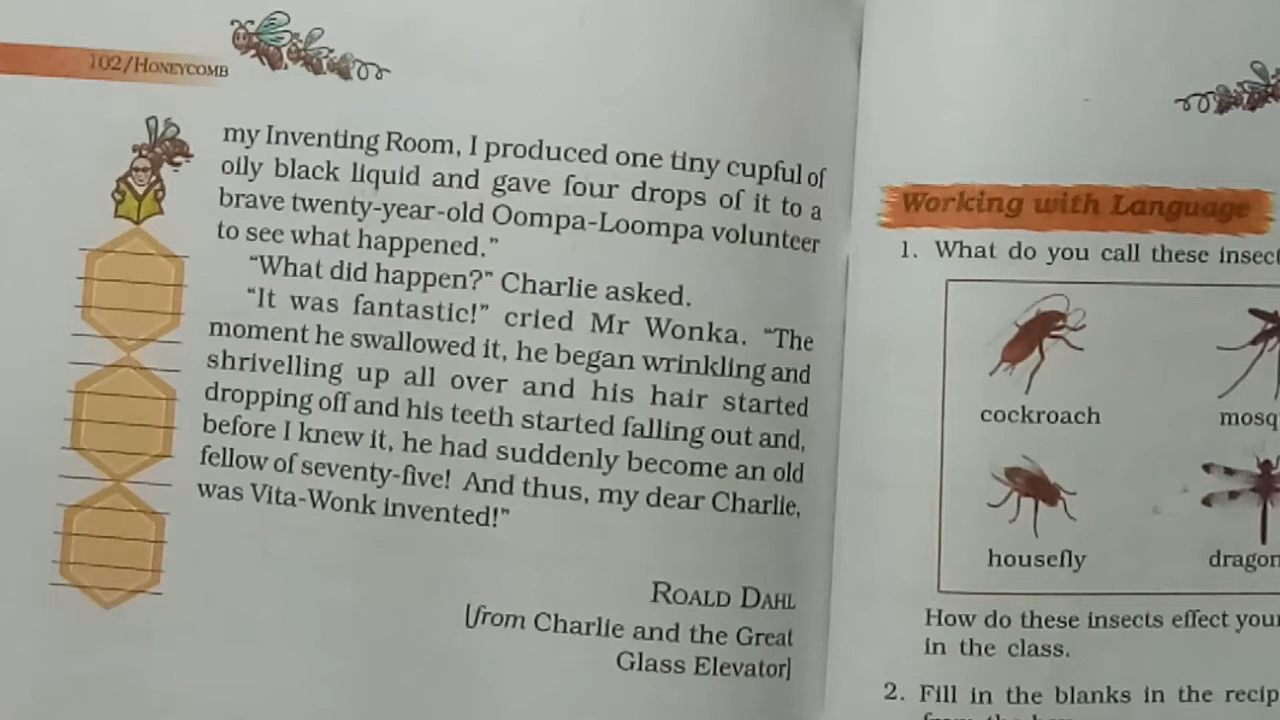 102/HONEYCOMB
my Inventing Room, I produced one tiny cupful of
oily black liquid and gave four drops of it to a
brave twenty-year-old Oompa-Loompa volunteer
to see what happened.”
“What did happen?” Charlie asked.
“It was fantastic!” cried Mr Wonka. “The
moment he swallowed it, he began wrinkling and
shrivelling up all over and his hair started
dropping off and his teeth started falling out and,
before I knew it, he had suddenly become an old
fellow of seventy-five! And thus, my dear Charlie,
was Vita-Wonk invented!”
ROALD DAHL
[from Charlie and the Great
Glass Elevator]
Working with Language
1. What do you call these insect
cockroach mosq
housefly dragon
How do these insects effect your
in the class.
2. Fill in the blanks in the recip